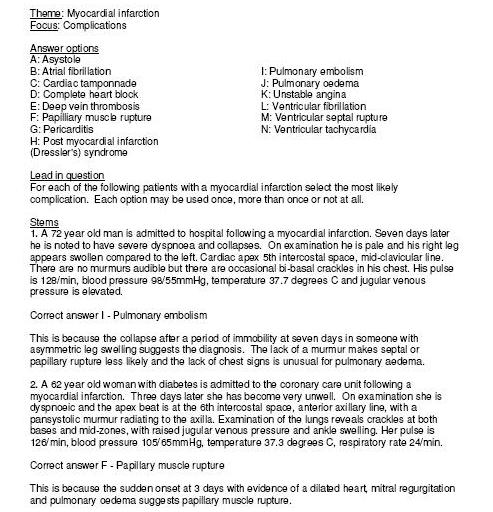 Theme: Myocardial infarction
Focus: Complications
Answer options
A: Asystole
B: Atrial fibrillation
C: Cardiac tamponnade
D: Complete heart block
E: Deep vein thrombosis
F: Papilliary muscle rupture
G: Pericarditis
H: Post myocardial infarction
(Dressler's) syndrome
I: Pulmonary embolism
J: Pulmonary oedema
K: Unstable angina
L: Ventricular fibrillation
M: Ventricular septal rupture
N: Ventricular tachycardia
Lead in question
For each of the following patients with a myocardial infarction select the most likely
complication. Each option may be used once, more than once or not at all.
Stems
1. A 72 year old man is admitted to hospital following a myocardial infarction. Seven days later
he is noted to have severe dyspnoea and collapses. On examination he is pale and his right leg
appears swollen compared to the left. Cardiac apex 5th intercostal space, mid-clavicular line.
There are no murmurs audible but there are occasional bi-basal crackles in his chest. His pulse
is 128/min, blood pressure 98/55mmHg, temperature 37.7 degrees C and jugular venous
pressure is elevated.
Correct answer I - Pulmonary embolism
This is because the collapse after a period of immobility at seven days in someone with
asymmetric leg swelling suggests the diagnosis. The lack of a murmur makes septal or
papillary rupture less likely and the lack of chest signs is unusual for pulmonary aedema.
2. A 62 year old woman with diabetes is admitted to the coronary care unit following a
myocardial infarction. Three days later she has become very unwell. On examination she is
dyspnoeic and the apex beat is at the 6th intercostal space, anterior axillary line, with a
pansystolic murmur radiating to the axilla. Examination of the lungs reveals crackles at both
bases and mid-zones, with raised jugular venous pressure and ankle swelling. Her pulse is
126/min, blood pressure 105/65mmHg, temperature 37.3 degrees C, respiratory rate 24/min.
Correct answer F - Papillary muscle rupture
This is because the sudden onset at 3 days with evidence of a dilated heart, mitral regurgitation
and pulmonary oedema suggests papillary muscle rupture.